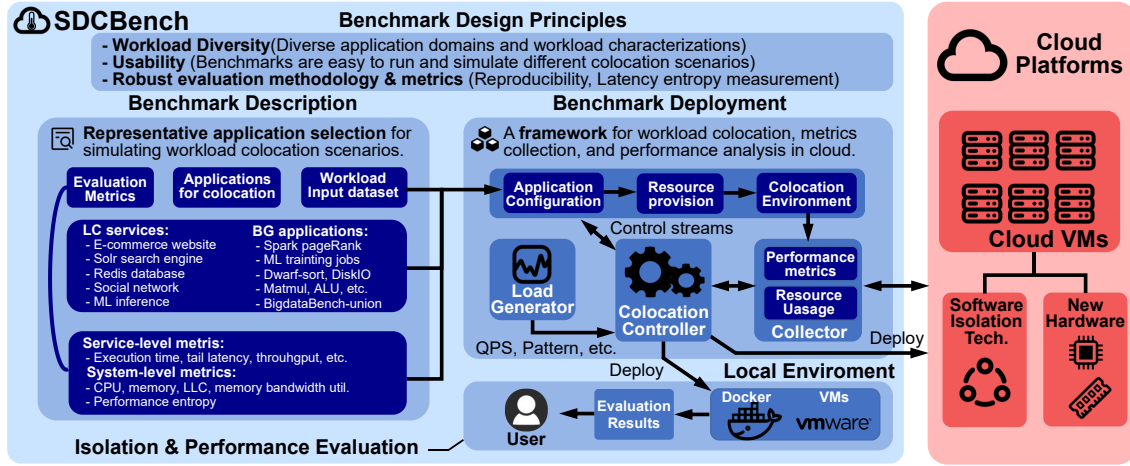 SDCBench
Benchmark Design Principles
- Workload Diversity(Diverse application domains and workload characterizations)
- Usability (Benchmarks are easy to run and simulate different colocation scenarios)
- Robust evaluation methodology & metrics (Reproducibility, Latency entropy measurement)
Benchmark Description
Representative application selection for
simulating workload colocation scenarios.
Evaluation
Metrics
Applications
for colocation
Workload
Input dataset
LC services:
- E-commerce website
- Solr search engine
- Redis database
- Social network
- ML inference
BG applications:
- Spark pageRank
- ML trainting jobs
- Dwarf-sort, DiskIO
- Matmul, ALU, etc.
- BigdataBench-union
Service-level metris:
- Execution time, tail latency, throuhgput, etc.
System-level metrics:
- CPU, memory, LLC, memory bandwidth util.
- Performance entropy
Benchmark Deployment
A framework for workload colocation, metrics
collection, and performance analysis in cloud.
Application
Configuration
Resource
provision
Colocation
Environment
Control streams
Load
Generator
Colocation
Controller
Performance
metrics
Resource
Uasage
Collector
QPS, Pattern, etc.
Deploy
Deploy
Local Enviroment
User
Evaluation
Results
Docker
VMs
vmware®
Isolation & Performance Evaluation
Cloud
Platforms
Cloud VMs
Software
Isolation
Tech.
New
Hardware